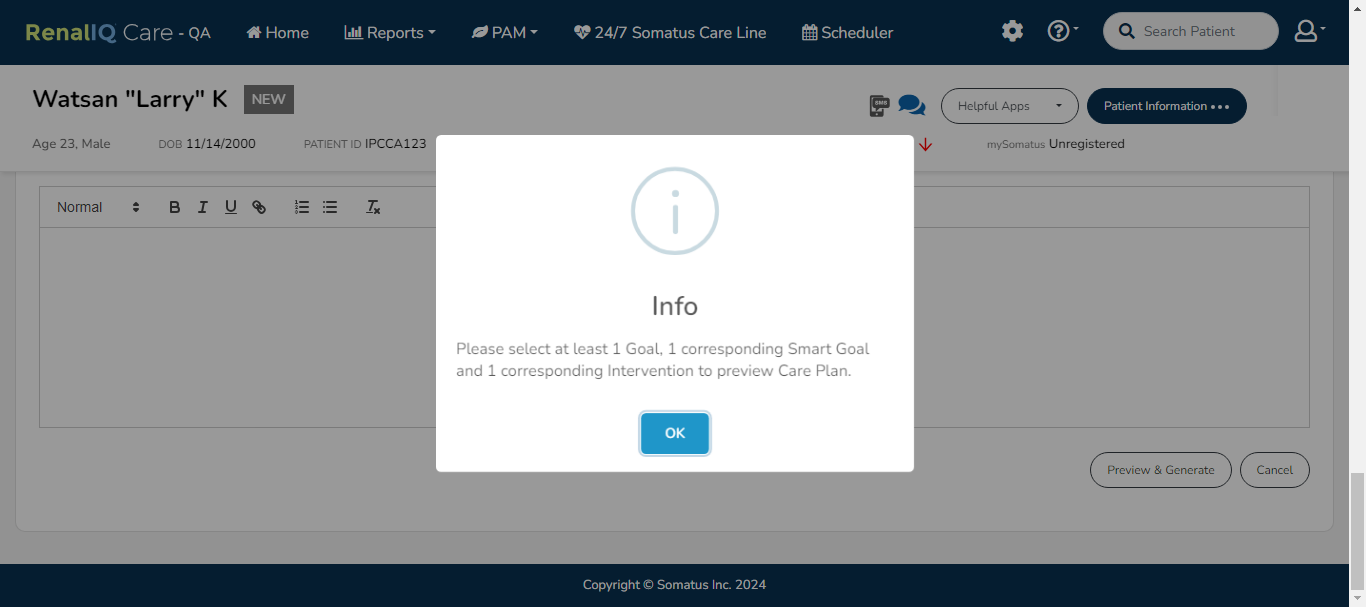 RenalIQ Care - QA Home Reports PAM 24/7 Somatus Care Line Scheduler Search Patient
Watsan "Larry" K NEW
SMS Helpful Apps Patient Information
Age 23, Male DOB 11/14/2000 PATIENT ID IPCCA123 mySomatus Unregistered
Normal B I U
Info
Please select at least 1 Goal, 1 corresponding Smart Goal
and 1 corresponding Intervention to preview Care Plan.
OK
Preview & Generate Cancel
Copyright © Somatus Inc. 2024